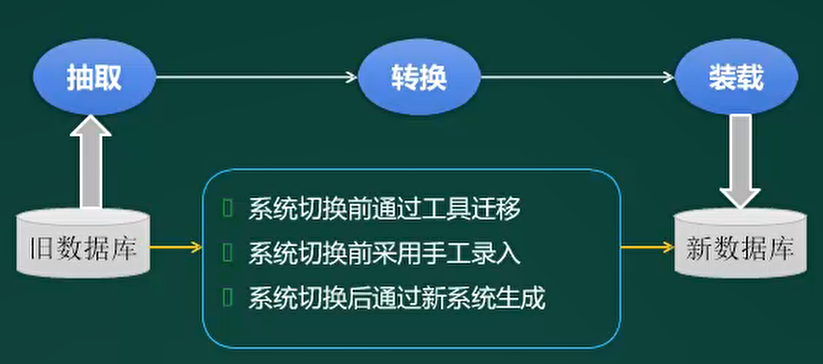 抽取
转换
装载
系统切换前通过工具迁移
旧数据库
系统切换前采用手工录入
新数据库
系统切换后通过新系统生成